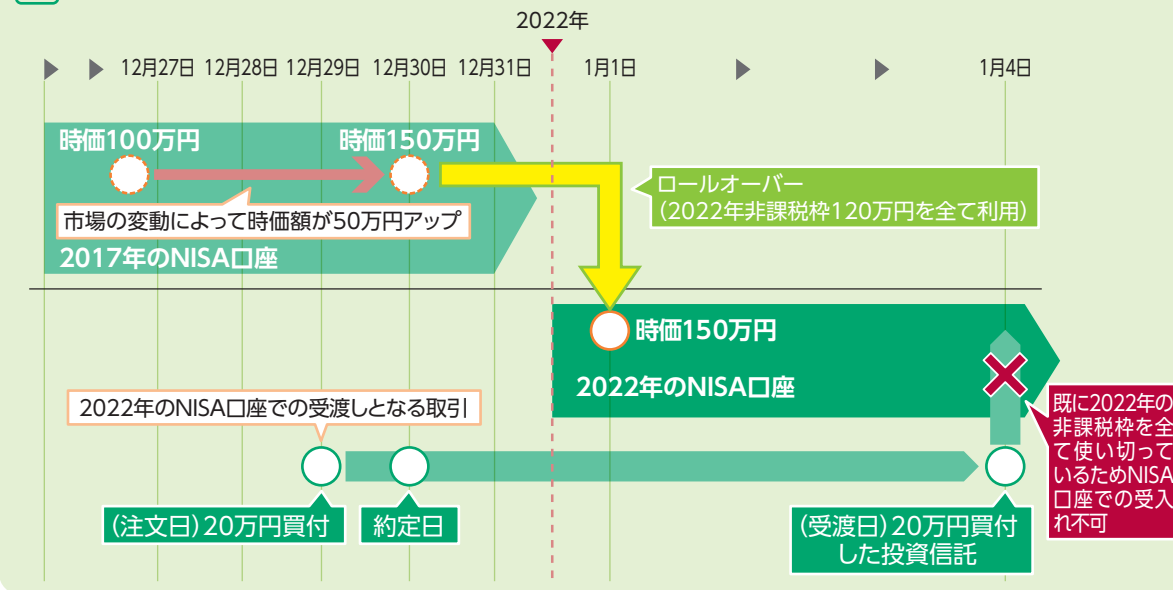 2022年
12月27日 12月28日 12月29日 12月30日 12月31日 1月1日 1月4日
時価100万円
時価150万円
市場の変動によって時価額が50万円アップ
2017年のNISA口座
ロールオーバー
(2022年非課税枠120万円を全て利用)
時価150万円
2022年のNISA口座
2022年のNISA口座での受渡しとなる取引
既に2022年の
非課税枠を全
て使い切って
いるためNISA
口座での受入
れ不可
(注文日)20万円買付
約定日
(受渡日)20万円買付
した投資信託